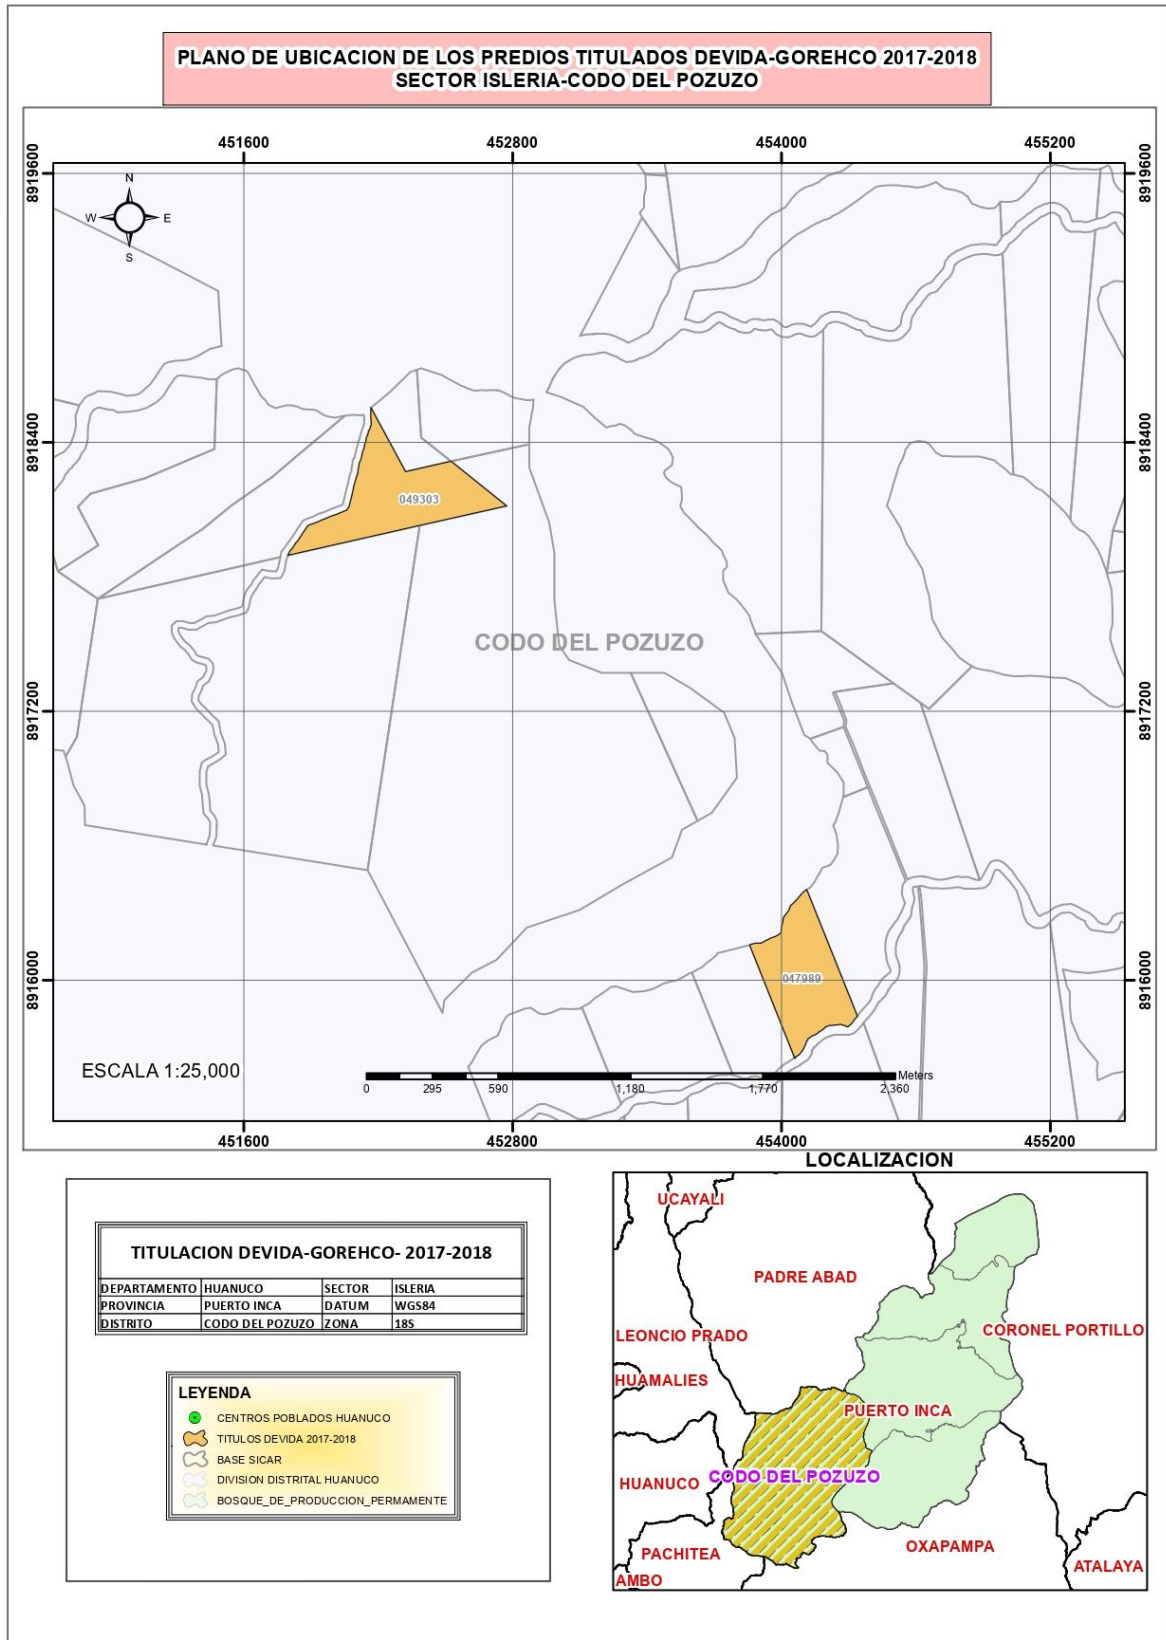 PLANO DE UBICACION DE LOS PREDIOS TITULADOS DEVIDA-GOREHCO 2017-2018
SECTOR ISLERIA-CODO DEL POZUZO
451600 452800 454000 455200
8919600 8919600
N
W E
S
8918400 8918400
049303
CODO DEL POZUZO
8917200 8917200
047989
8916000 8916000
ESCALA 1:25,000
Meters
0 295 590 1,180 1,770 2,360
451600 452800 454000 455200
LOCALIZACION
TITULACION DEVIDA-GOREHCO- 2017-2018
DEPARTAMENTO HUANUCO SECTOR ISLERIA
PROVINCIA PUERTO INCA DATUM WGS84
DISTRITO CODO DEL POZUZO ZONA 18S
LEYENDA
CENTROS POBLADOS HUANUCO
TITULOS DEVIDA 2017-2018
BASE SICAR
DIVISION DISTRITAL HUANUCO
BOSQUE_DE_PRODUCCION_PERMAMENTE
UCAYALI
PADRE ABAD
LEONCIO PRADO
CORONEL PORTILLO
HUAMALIES
PUERTO INCA
HUANUCO
CODO DEL POZUZO
PACHITEA
OXAPAMPA
AMBO
ATALAYA